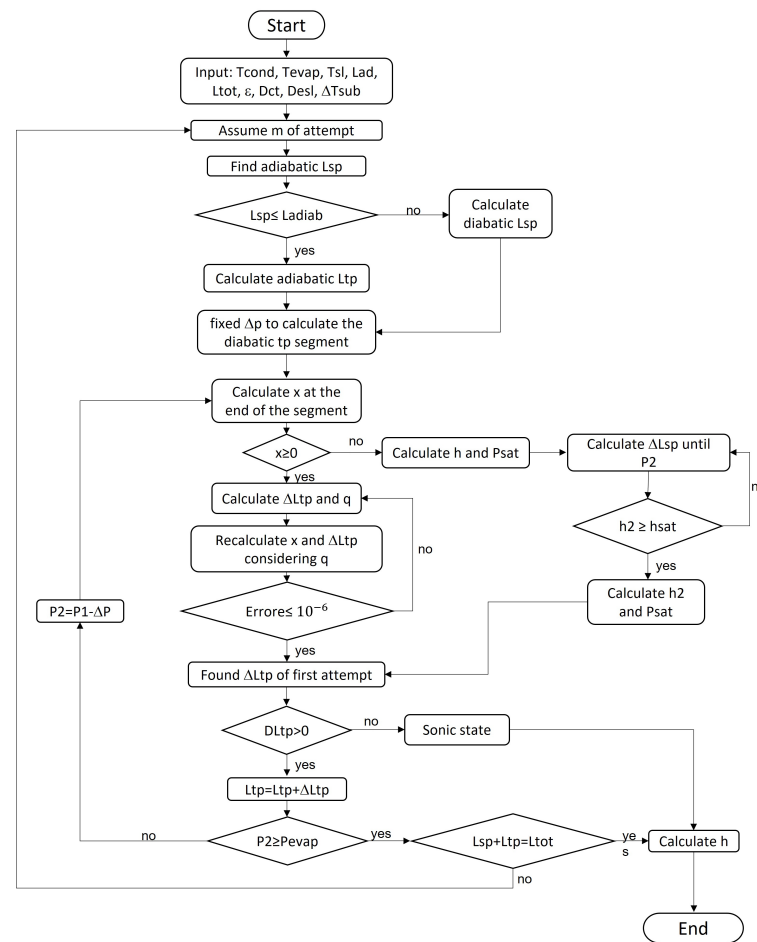 Start
Input: Tcond, Tevap, Tsl, Lad,
Ltot, ε, Dct, Desl, ΔTsub
Assume m of attempt
Find adiabatic Lsp
Lsp≤ Ladiab
no
Calculate
diabatic Lsp
yes
Calculate adiabatic Ltp
fixed Δp to calculate the
diabatic tp segment
Calculate x at the
end of the segment
x≥0
no
Calculate h and Psat
Calculate ΔLsp until
P2
n
yes
Calculate ΔLtp and q
h2 ≥ hsat
Recalculate x and ΔLtp
considering q
no
yes
Calculate h2
and Psat
P2=P1-ΔP
Errore≤ 10⁻⁶
yes
Found ΔLtp of first attempt
DLtp>0
no
Sonic state
yes
Ltp=Ltp+ΔLtp
no
P2≥Pevap
yes
Lsp+Ltp=Ltot
ye
s
Calculate h
no
End